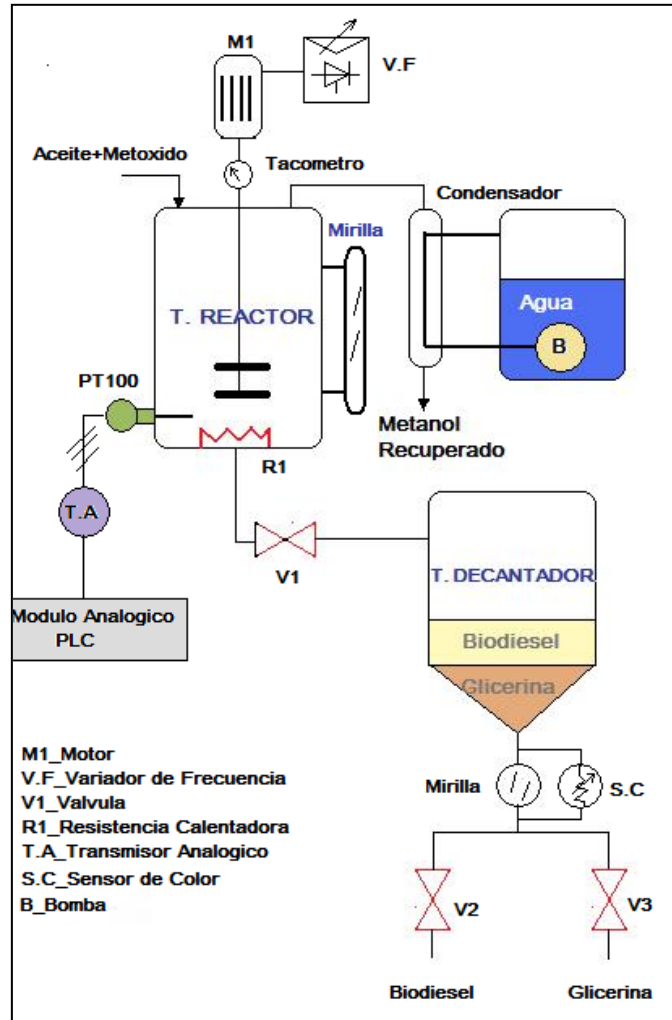 M1
V.F
Aceite+Metoxido
Tacometro
Condensador
Mirilla
Agua
T. REACTOR
B
PT100
Metanol
Recuperado
R1
T.A
V1
T. DECANTADOR
Modulo Analogico
PLC
Biodiesel
Glicerina
M1_Motor
V.F_Variador de Frecuencia
V1_Valvula
R1_Resistencia Calentadora
T.A_Transmisor Analogico
S.C_Sensor de Color
B_Bomba
Mirilla
S.C
V2
V3
Biodiesel
Glicerina